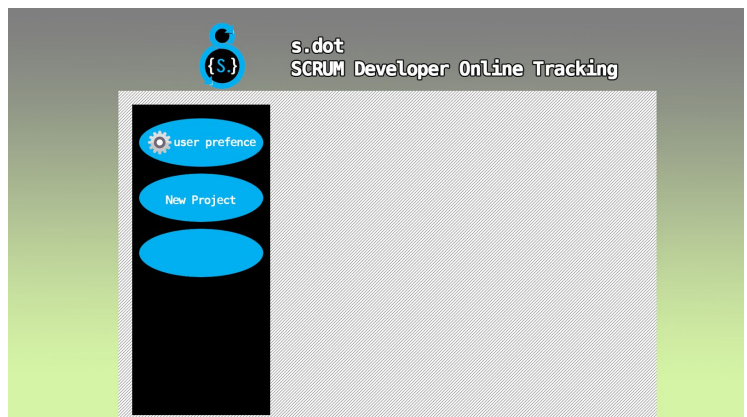 {S.}
s.dot
SCRUM Developer Online Tracking
user prefence
New Project